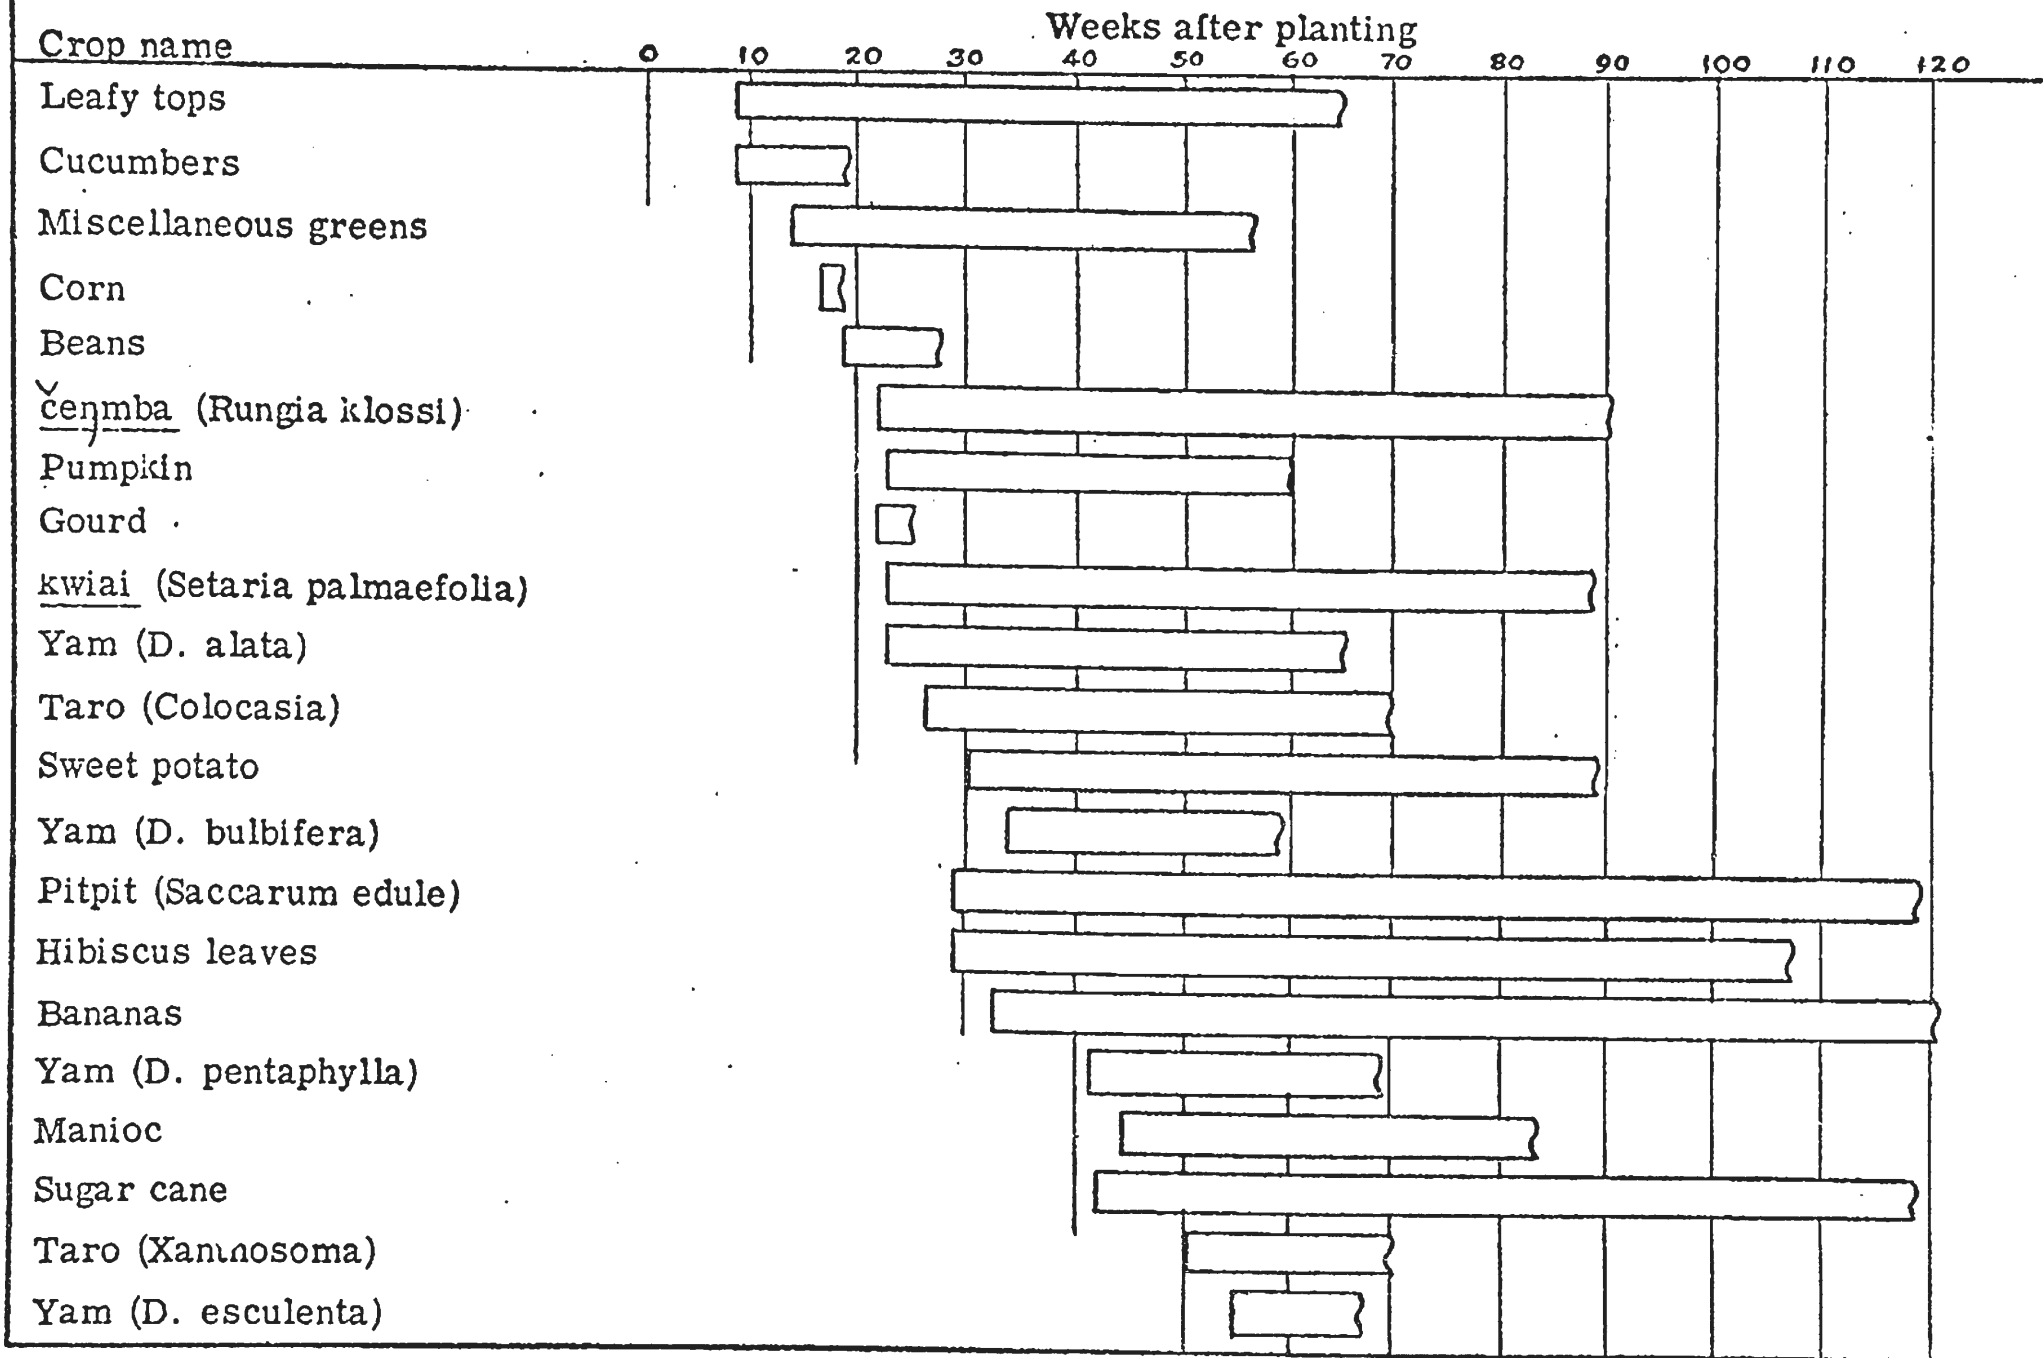 Weeks after planting
Crop name 0 10 20 30 40 50 60 70 80 90 100 110 120
Leafy tops
Cucumbers
Miscellaneous greens
Corn
Beans
čeŋmba (Rungia klossi)
Pumpkin
Gourd
kwiai (Setaria palmaefolia)
Yam (D. alata)
Taro (Colocasia)
Sweet potato
Yam (D. bulbifera)
Pitpit (Saccarum edule)
Hibiscus leaves
Bananas
Yam (D. pentaphylla)
Manioc
Sugar cane
Taro (Xanthosoma)
Yam (D. esculenta)